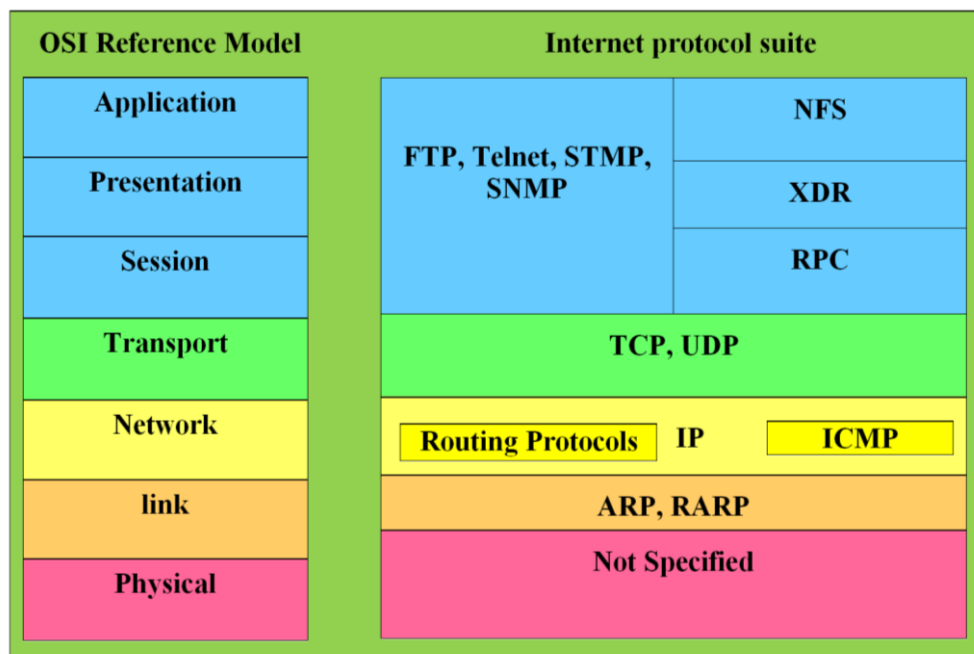 OSI Reference Model
Application
Presentation
Session
Transport
Network
link
Physical
Internet protocol suite
FTP, Telnet, STMP,
SNMP
NFS
XDR
RPC
TCP, UDP
Routing Protocols IP ICMP
ARP, RARP
Not Specified